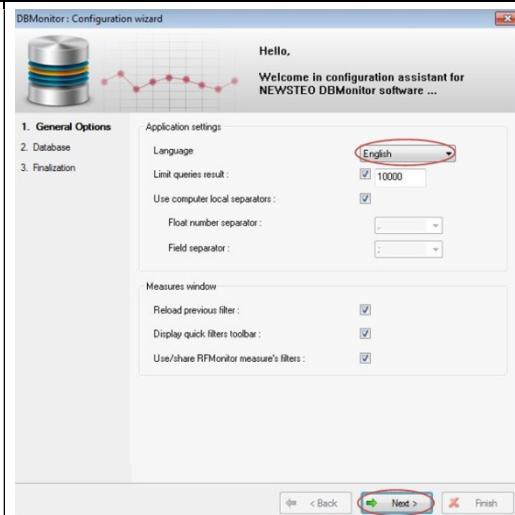 DBMonitor : Configuration wizard
Hello,
Welcome in configuration assistant for
NEWSTEO DBMonitor software ...
1. General Options
2. Database
3. Finalization
Application settings
Language
English
Limit queries result :
10000
Use computer local separators :
Float number separator :
,
Field separator :
;
Measures window
Reload previous filter :
Display quick filters toolbar :
Use/share RFMonitor measure's filters :
< Back
Next >
Finish